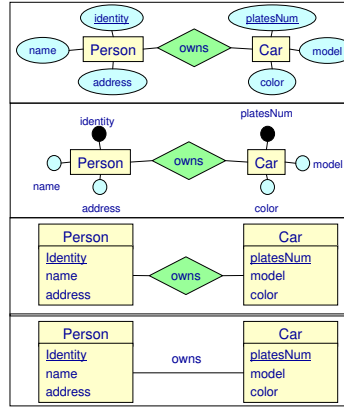 identity platesNum
name Person owns Car model
address color
identity platesNum
Person owns Car model
name
address color
Person Car
Identity platesNum
name owns model
address color
Person Car
Identity owns platesNum
name model
address color